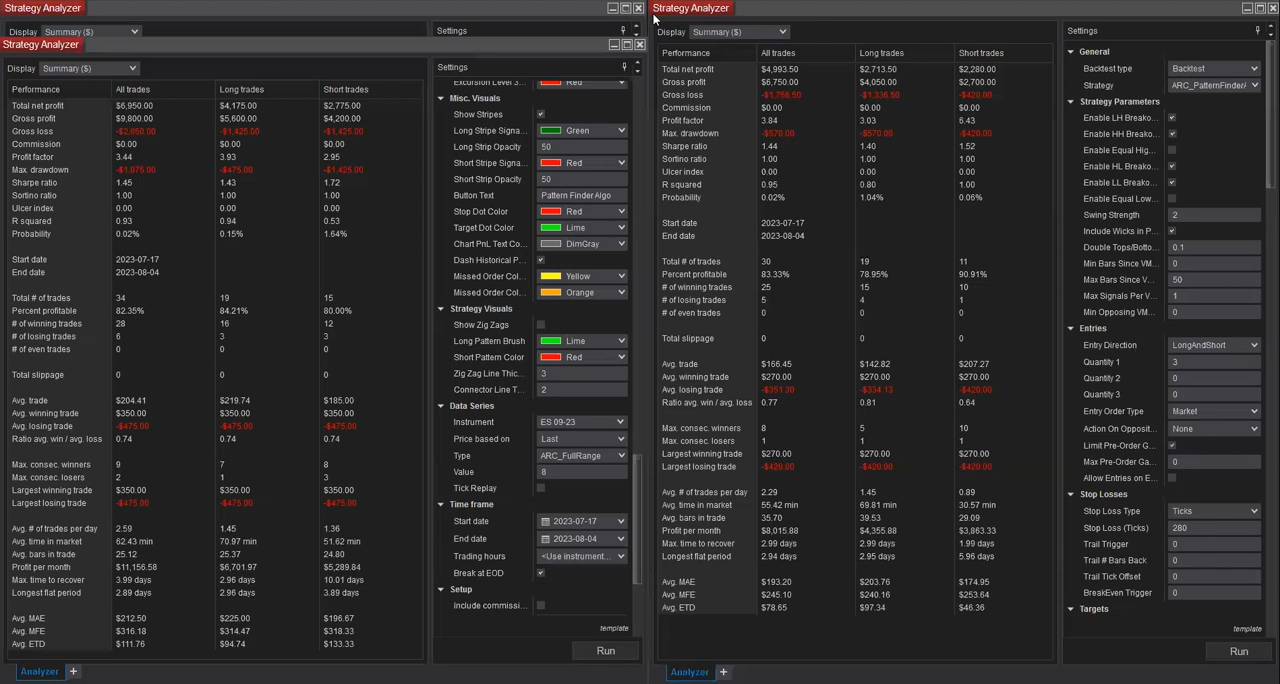 Strategy Analyzer
Display Summary ($)
Settings
Strategy Analyzer
Display Summary ($)
Performance All trades Long trades Short trades
Total net profit $6,950.00 $4,175.00 $2,775.00
Gross profit $9,800.00 $5,600.00 $4,200.00
Gross loss -$2,850.00 -$1,425.00 -$1,425.00
Commission $0.00 $0.00 $0.00
Profit factor 3.44 3.93 2.95
Max. drawdown -$1,075.00 -$475.00 -$1,425.00
Sharpe ratio 1.45 1.43 1.72
Sortino ratio 1.00 1.00 1.00
Ulcer index 0.00 0.00 0.00
R squared 0.93 0.94 0.53
Probability 0.02% 0.15% 1.64%
Start date 2023-07-17
End date 2023-08-04
Total # of trades 34 19 15
Percent profitable 82.35% 84.21% 80.00%
# of winning trades 28 16 12
# of losing trades 6 3 3
# of even trades 0 0 0
Total slippage 0 0 0
Avg. trade $204.41 $219.74 $185.00
Avg. winning trade $350.00 $350.00 $350.00
Avg. losing trade -$475.00 -$475.00 -$475.00
Ratio avg. win / avg. loss 0.74 0.74 0.74
Max. consec. winners 9 7 8
Max. consec. losers 2 1 3
Largest winning trade $350.00 $350.00 $350.00
Largest losing trade -$475.00 -$475.00 -$475.00
Avg. # of trades per day 2.59 1.45 1.36
Avg. time in market 62.43 min 70.97 min 51.62 min
Avg. bars in trade 25.12 25.37 24.80
Profit per month $11,156.58 $6,701.97 $5,289.84
Max. time to recover 3.99 days 2.96 days 10.01 days
Longest flat period 2.89 days 2.96 days 3.89 days
Avg. MAE $212.50 $225.00 $196.67
Avg. MFE $316.18 $314.47 $318.33
Avg. ETD $111.76 $94.74 $133.33
Analyzer +
Settings
Excursion Level 3... Red
Misc. Visuals
Show Stripes
Long Stripe Signa... Green
Long Strip Opacity 50
Short Stripe Signa... Red
Short Strip Opacity 50
Button Text Pattern FinderAlgo
Stop Dot Color Red
Target Dot Color Lime
Chart PnL Text Co... DimGray
Dash Historical P...
Missed Order Col... Yellow
Missed Order Col... Orange
Strategy Visuals
Show Zig Zags
Long Pattern Brush Lime
Short Pattern Color Red
Zig Zag Line Thic... 3
Connector Line T... 2
Data Series
Instrument ES 09-23
Price based on Last
Type ARC_FullRange
Value 8
Tick Replay
Time frame
Start date 2023-07-17
End date 2023-08-04
Trading hours <Use instrument...
Break at EOD
Setup
Include commissi...
template
Run
Strategy Analyzer
Display Summary ($)
Performance All trades Long trades Short trades
Total net profit $4,993.50 $2,713.50 $2,280.00
Gross profit $6,750.00 $4,050.00 $2,700.00
Gross loss -$1,756.50 -$1,336.50 -$420.00
Commission $0.00 $0.00 $0.00
Profit factor 3.84 3.03 6.43
Max. drawdown -$570.00 -$570.00 -$420.00
Sharpe ratio 1.44 1.40 1.52
Sortino ratio 1.00 1.00 1.00
Ulcer index 0.00 0.00 0.00
R squared 0.95 0.80 1.00
Probability 0.02% 1.04% 0.06%
Start date 2023-07-17
End date 2023-08-04
Total # of trades 30 19 11
Percent profitable 83.33% 78.95% 90.91%
# of winning trades 25 15 10
# of losing trades 5 4 1
# of even trades 0 0 0
Total slippage 0 0 0
Avg. trade $166.45 $142.82 $207.27
Avg. winning trade $270.00 $270.00 $270.00
Avg. losing trade -$351.30 -$334.13 -$420.00
Ratio avg. win / avg. loss 0.77 0.81 0.64
Max. consec. winners 8 5 10
Max. consec. losers 1 1 1
Largest winning trade $270.00 $270.00 $270.00
Largest losing trade -$420.00 -$420.00 -$420.00
Avg. # of trades per day 2.29 1.45 0.89
Avg. time in market 55.42 min 69.81 min 30.57 min
Avg. bars in trade 35.70 39.53 29.09
Profit per month $8,015.88 $4,355.88 $3,863.33
Max. time to recover 2.99 days 2.99 days 1.99 days
Longest flat period 2.94 days 2.95 days 5.96 days
Avg. MAE $193.20 $203.76 $174.95
Avg. MFE $245.10 $240.16 $253.64
Avg. ETD $78.65 $97.34 $46.36
Analyzer +
Settings
General
Backtest type Backtest
Strategy ARC_PatternFinderA
Strategy Parameters
Enable LH Breako...
Enable HH Breako...
Enable Equal Hig...
Enable HL Breako...
Enable LL Breako...
Enable Equal Low...
Swing Strength 2
Include Wicks in P...
Double Tops/Botto... 0.1
Min Bars Since VM... 0
Max Bars Since V... 50
Max Signals Per V... 1
Min Opposing VM... 0
Entries
Entry Direction LongAndShort
Quantity 1 3
Quantity 2 0
Quantity 3 0
Entry Order Type Market
Action On Opposit... None
Limit Pre-Order G...
Max Pre-Order Ga... 0
Allow Entries on E...
Stop Losses
Stop Loss Type Ticks
Stop Loss (Ticks) 280
Trail Trigger 0
Trail # Bars Back 0
Trail Tick Offset 0
BreakEven Trigger 0
Targets
template
Run